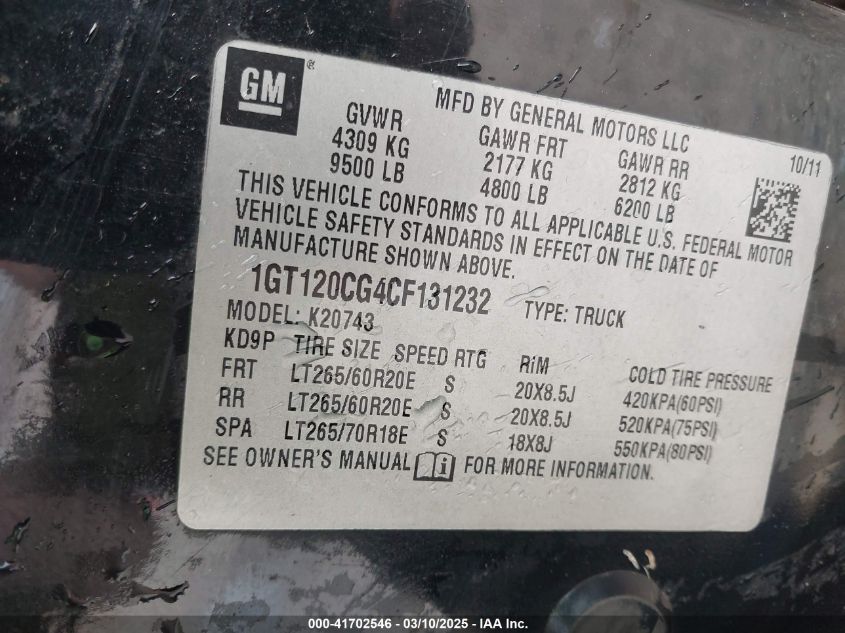 GM ®
MFD BY GENERAL MOTORS LLC
GVWR GAWR FRT GAWR RR 10/11
4309 KG 2177 KG 2812 KG
9500 LB 4800 LB 6200 LB
THIS VEHICLE CONFORMS TO ALL APPLICABLE U.S. FEDERAL MOTOR
VEHICLE SAFETY STANDARDS IN EFFECT ON THE DATE OF
MANUFACTURE SHOWN ABOVE.
1GT120CG4CF131232 TYPE: TRUCK
MODEL: K20743
KD9P TIRE SIZE SPEED RTG RIM COLD TIRE PRESSURE
FRT LT265/60R20E S 20X8.5J 420KPA(60PSI)
RR LT265/60R20E S 20X8.5J 520KPA(75PSI)
SPA LT265/70R18E S 18X8J 550KPA(80PSI)
SEE OWNER'S MANUAL FOR MORE INFORMATION.
000-41702546 — 03/10/2025 — IAA Inc.